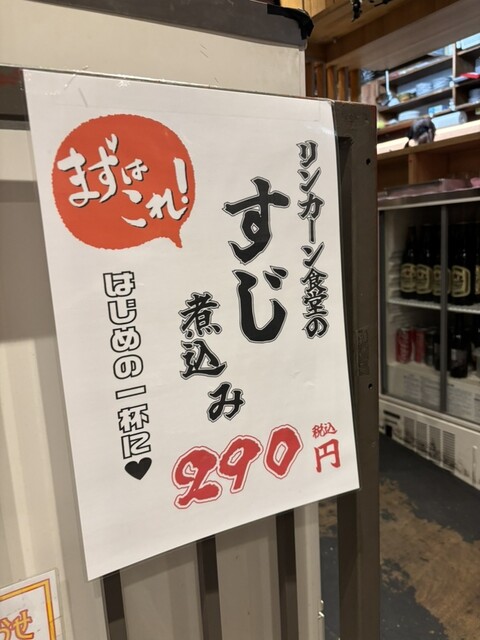 リンカーン食堂の
すじ
煮込み
290
税込
円
まずは
これ!
はじめの一杯に♥